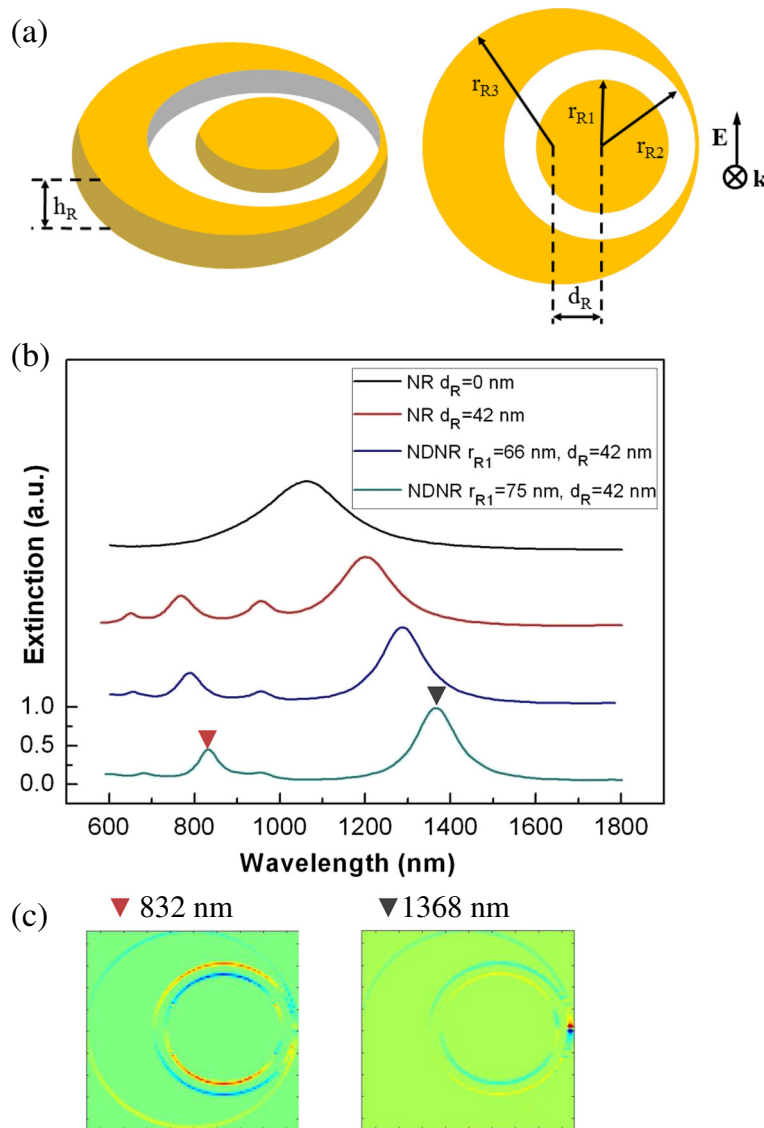 (a)
h_R
r_R3
r_R1
r_R2
E
k
d_R
(b)
NR d_R=0 nm
NR d_R=42 nm
NDNR r_R1=66 nm, d_R=42 nm
NDNR r_R1=75 nm, d_R=42 nm
Extinction (a.u.)
1.0
0.5
0.0
600 800 1000 1200 1400 1600 1800
Wavelength (nm)
(c)
832 nm
1368 nm